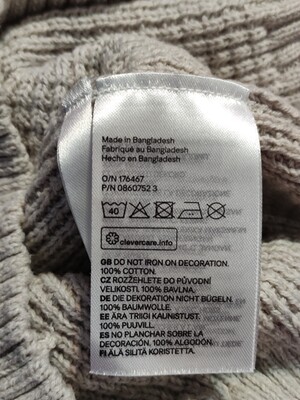 Made in Bangladesh
Fabriqué au Bangladesh
Hecho en Bangladesh
O/N 176467
P/N 0860752 3
40
clevercare.info
GB DO NOT IRON ON DECORATION.
100% COTTON.
CZ ROZŽEHLETE DO PŮVODNÍ
VELIKOSTI. 100% BAVLNA.
DE DIE DEKORATION NICHT BÜGELN.
100% BAUMWOLLE.
EE ÄRA TRIIGI KAUNISTUST.
100% PUUVILL.
ES NO PLANCHAR SOBRE LA
DECORACIÓN. 100% ALGODÓN.
FI ÄLÄ SILITÄ KORISTETTA.